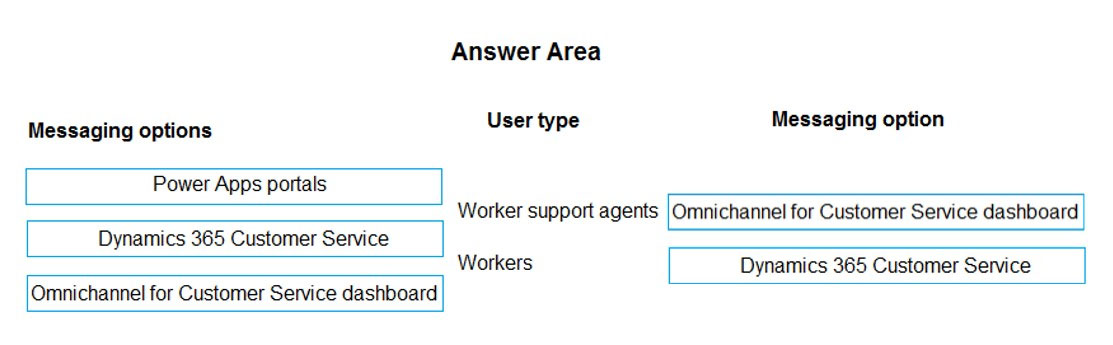 Answer Area
Messaging options
User type
Messaging option
Power Apps portals
Dynamics 365 Customer Service
Omnichannel for Customer Service dashboard
Worker support agents
Omnichannel for Customer Service dashboard
Workers
Dynamics 365 Customer Service